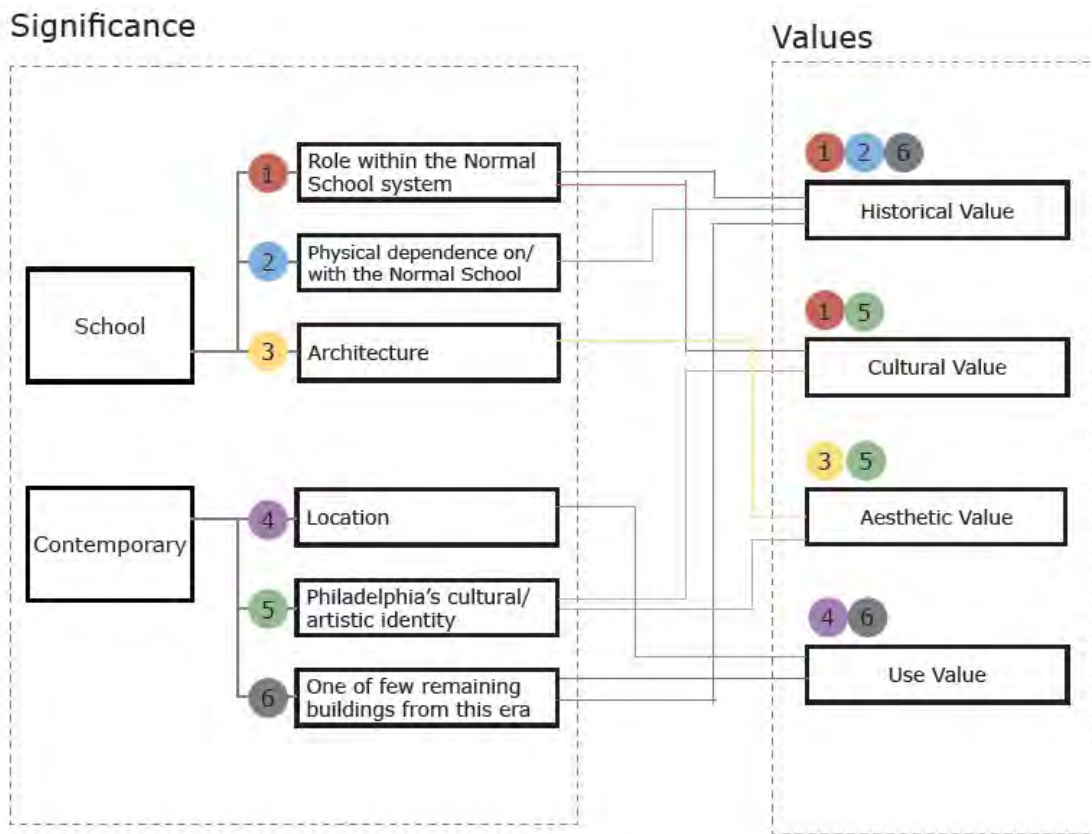 Significance
Values
School
1
Role within the Normal
School system
2
Physical dependence on/
with the Normal School
3
Architecture
Contemporary
4
Location
5
Philadelphia's cultural/
artistic identity
6
One of few remaining
buildings from this era
1 2 6
Historical Value
1 5
Cultural Value
3 5
Aesthetic Value
4 6
Use Value